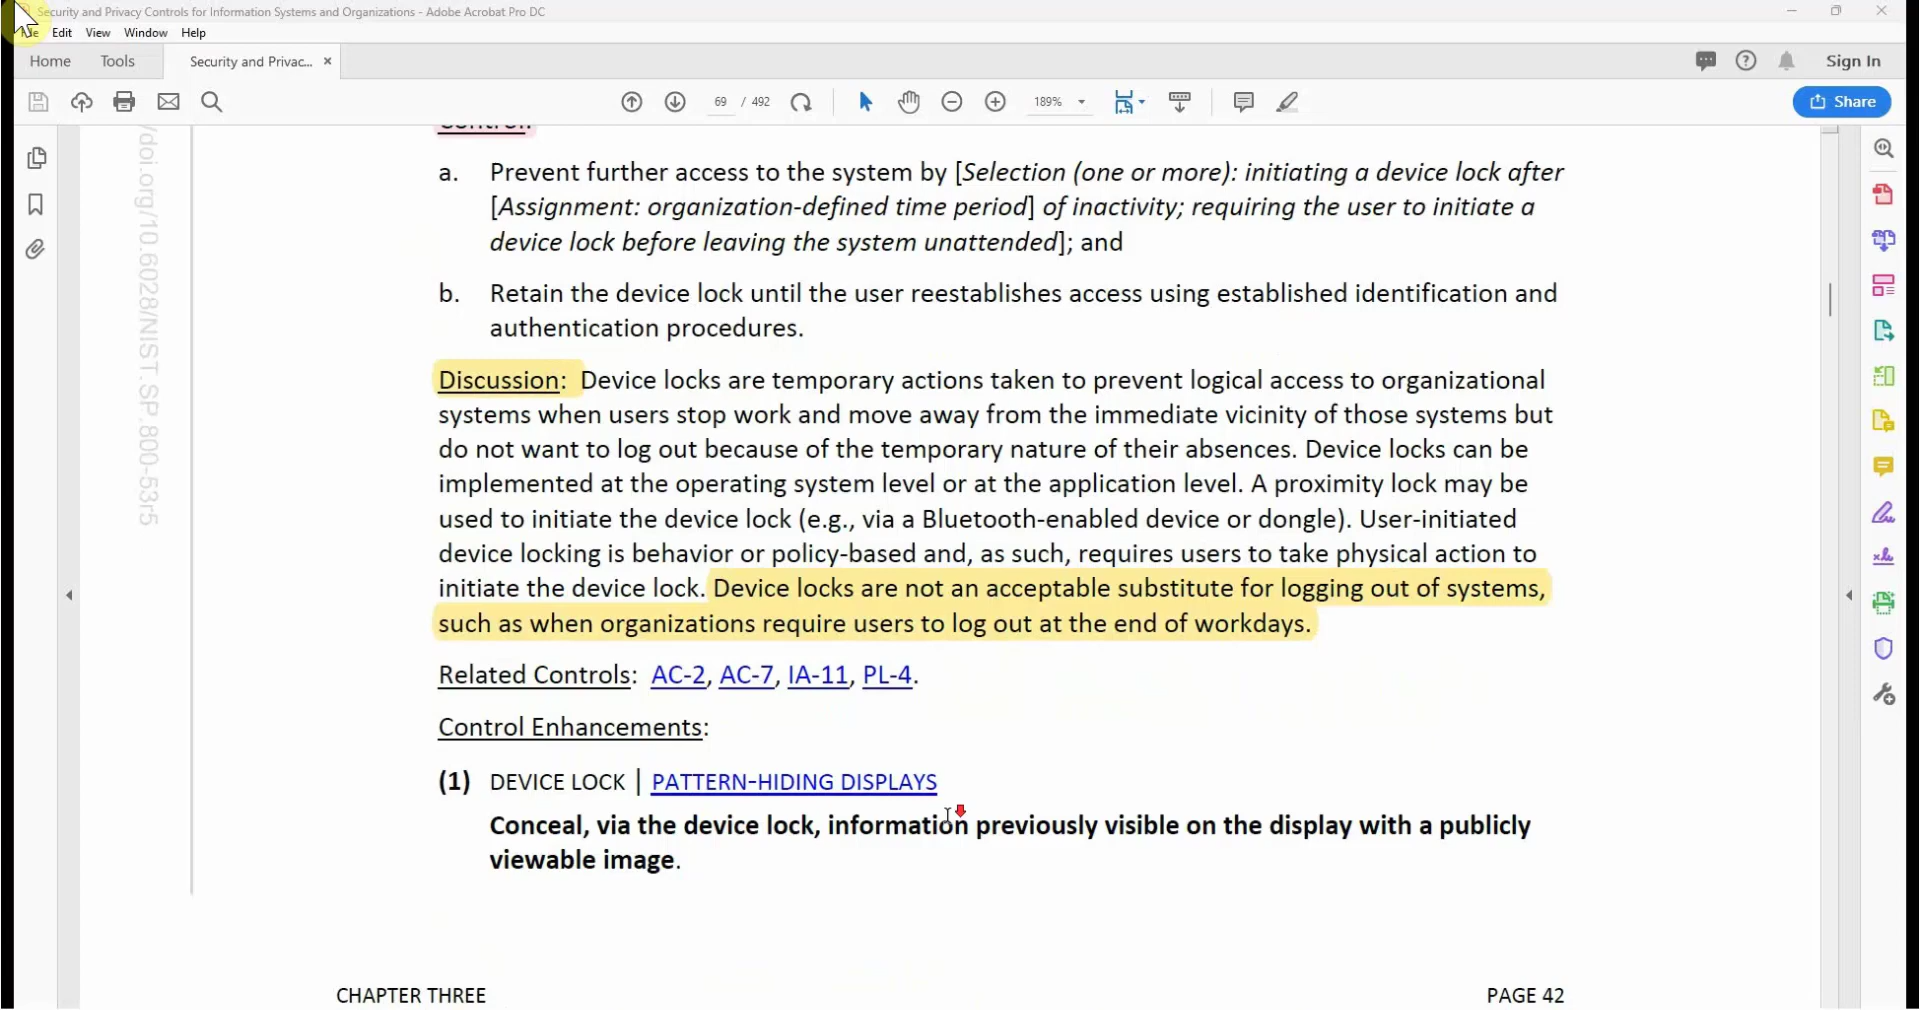 Security and Privacy Controls for Information Systems and Organizations - Adobe Acrobat Pro DC
File Edit View Window Help
Home Tools Security and Privac... × Sign In
69 / 492 189% Share
Control:
a. Prevent further access to the system by [Selection (one or more): initiating a device lock after
[Assignment: organization-defined time period] of inactivity; requiring the user to initiate a
device lock before leaving the system unattended]; and
b. Retain the device lock until the user reestablishes access using established identification and
authentication procedures.
Discussion: Device locks are temporary actions taken to prevent logical access to organizational
systems when users stop work and move away from the immediate vicinity of those systems but
do not want to log out because of the temporary nature of their absences. Device locks can be
implemented at the operating system level or at the application level. A proximity lock may be
used to initiate the device lock (e.g., via a Bluetooth-enabled device or dongle). User-initiated
device locking is behavior or policy-based and, as such, requires users to take physical action to
initiate the device lock. Device locks are not an acceptable substitute for logging out of systems,
such as when organizations require users to log out at the end of workdays.
Related Controls: AC-2, AC-7, IA-11, PL-4.
Control Enhancements:
(1) DEVICE LOCK | PATTERN-HIDING DISPLAYS
Conceal, via the device lock, information previously visible on the display with a publicly
viewable image.
CHAPTER THREE PAGE 42
/doi.org/10.6028/NIST.SP.800-53r5